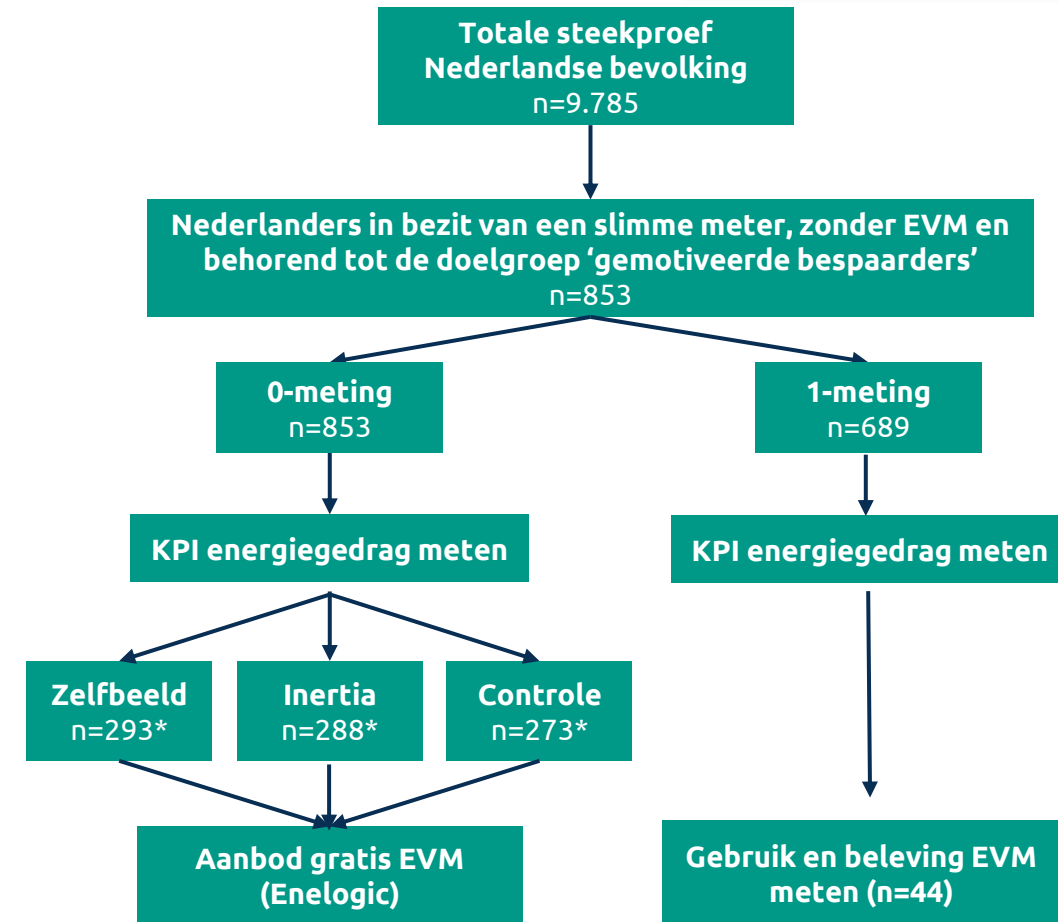 Totale steekproef
Nederlandse bevolking
n=9.785
Nederlanders in bezit van een slimme meter, zonder EVM en
behorend tot de doelgroep ‘gemotiveerde bespaarders’
n=853
0-meting
n=853
1-meting
n=689
KPI energiegedrag meten
KPI energiegedrag meten
Zelfbeeld
n=293*
Inertia
n=288*
Controle
n=273*
Aanbod gratis EVM
(Enelogic)
Gebruik en beleving EVM
meten (n=44)